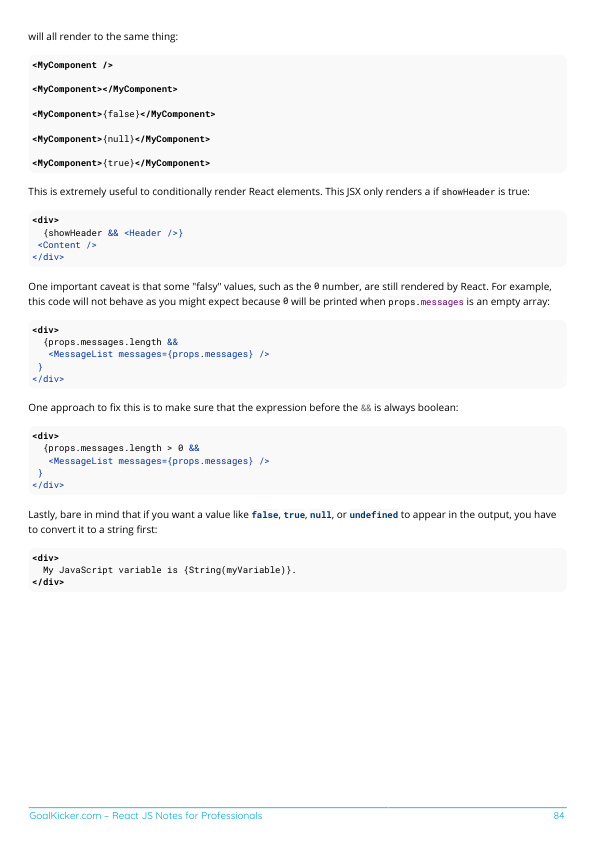 will all render to the same thing:
<MyComponent />
<MyComponent></MyComponent>
<MyComponent>{false}</MyComponent>
<MyComponent>{null}</MyComponent>
<MyComponent>{true}</MyComponent>
This is extremely useful to conditionally render React elements. This JSX only renders a if showHeader is true:
<div>
  {showHeader && <Header />}
 <Content />
</div>
One important caveat is that some "falsy" values, such as the 0 number, are still rendered by React. For example,
this code will not behave as you might expect because 0 will be printed when props.messages is an empty array:
<div>
  {props.messages.length &&
   <MessageList messages={props.messages} />
 }
</div>
One approach to fix this is to make sure that the expression before the && is always boolean:
<div>
  {props.messages.length > 0 &&
   <MessageList messages={props.messages} />
 }
</div>
Lastly, bare in mind that if you want a value like false, true, null, or undefined to appear in the output, you have
to convert it to a string first:
<div>
  My JavaScript variable is {String(myVariable)}.
</div>
GoalKicker.com – React JS Notes for Professionals
84